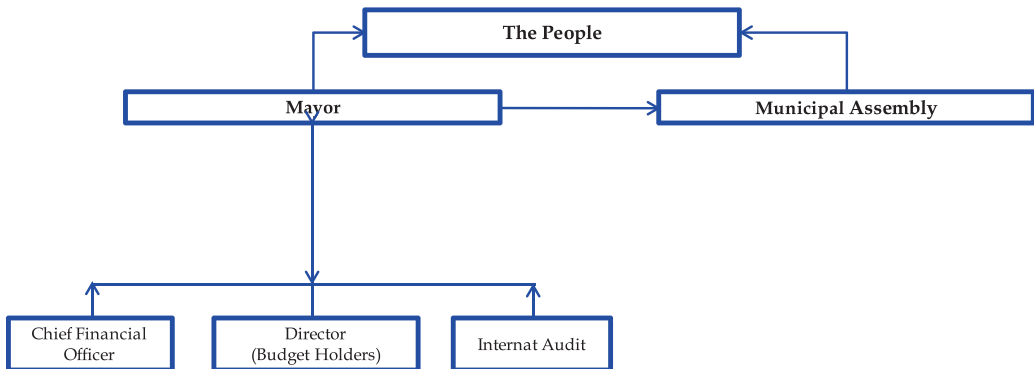 The People
Mayor
Municipal Assembly
Chief Financial
Officer
Director
(Budget Holders)
Internat Audit